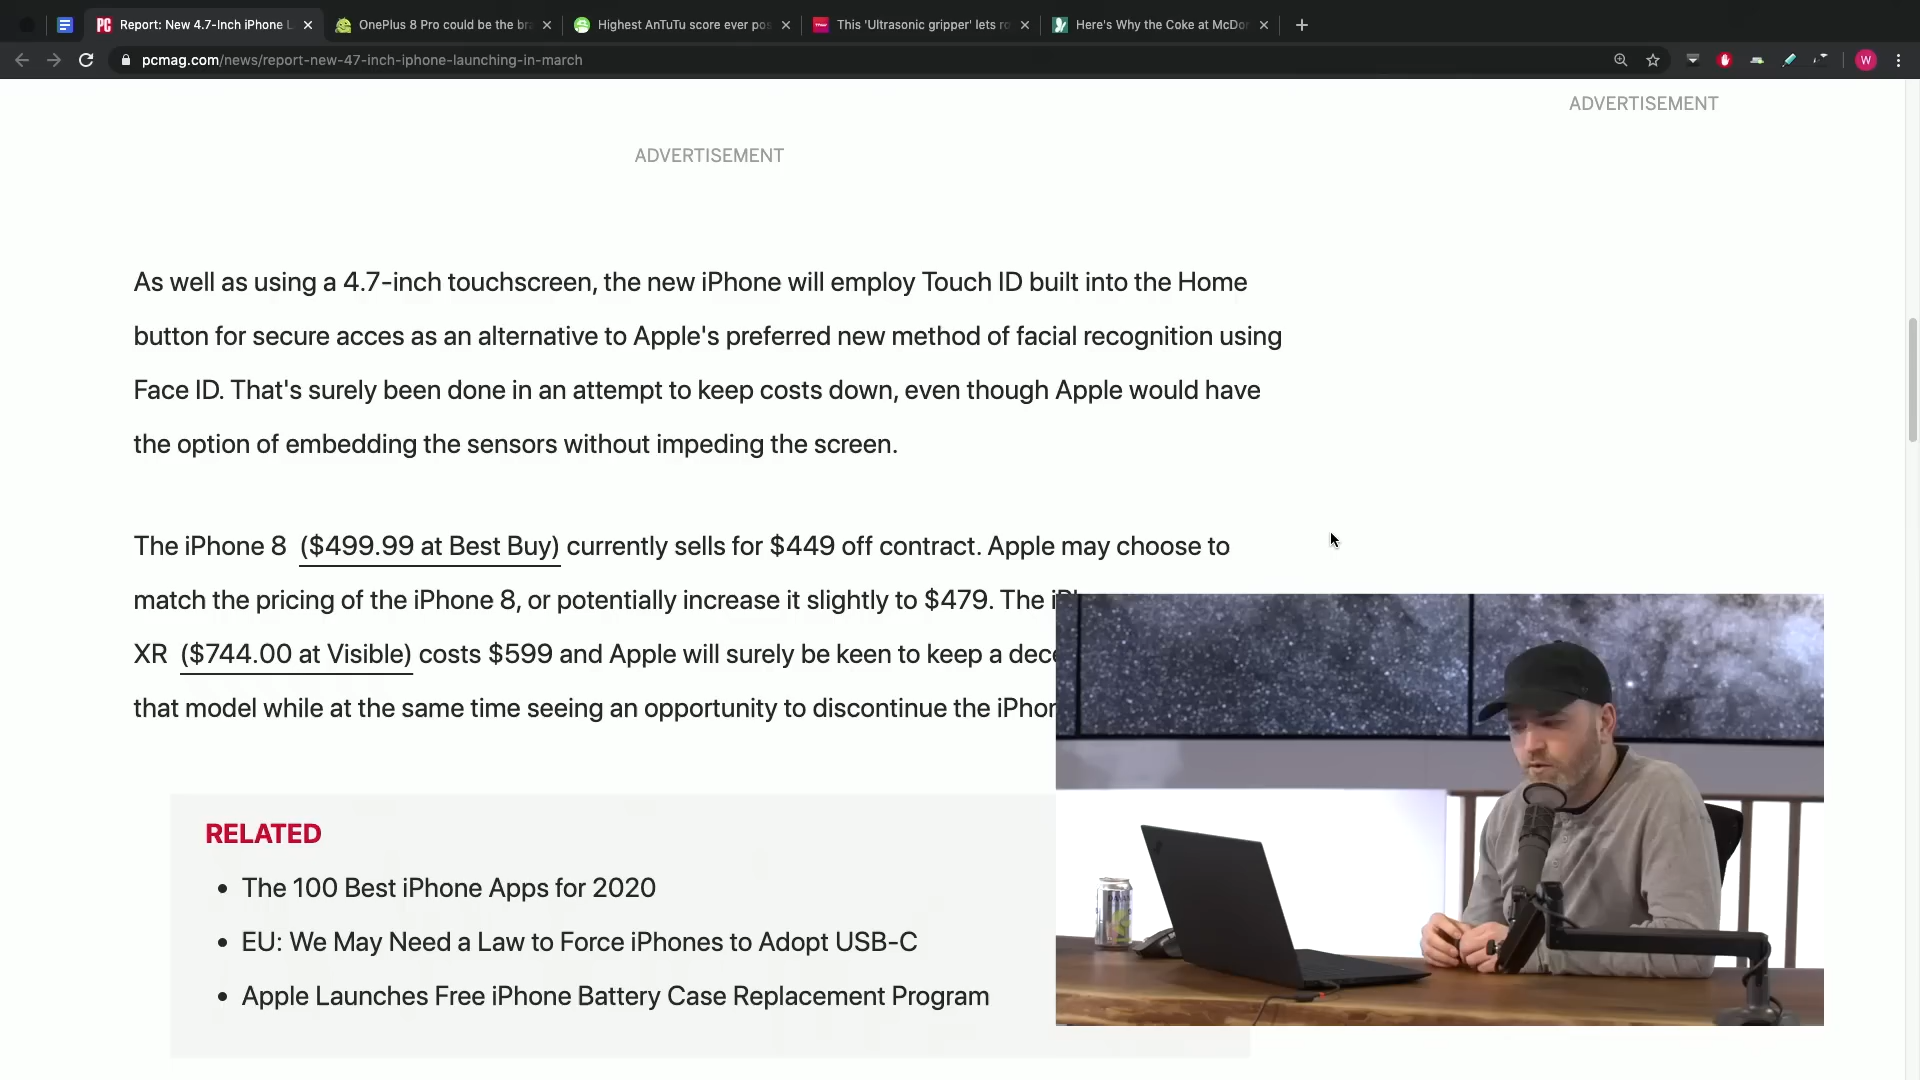 Report: New 4.7-Inch iPhone L
OnePlus 8 Pro could be the br
Highest AnTuTu score ever pos
This 'Ultrasonic gripper' lets ro
Here's Why the Coke at McDon
pcmag.com/news/report-new-47-inch-iphone-launching-in-march
W
ADVERTISEMENT
ADVERTISEMENT
As well as using a 4.7-inch touchscreen, the new iPhone will employ Touch ID built into the Home
button for secure acces as an alternative to Apple's preferred new method of facial recognition using
Face ID. That's surely been done in an attempt to keep costs down, even though Apple would have
the option of embedding the sensors without impeding the screen.
The iPhone 8 ($499.99 at Best Buy) currently sells for $449 off contract. Apple may choose to
match the pricing of the iPhone 8, or potentially increase it slightly to $479. The iPh
XR ($744.00 at Visible) costs $599 and Apple will surely be keen to keep a dece
that model while at the same time seeing an opportunity to discontinue the iPhon
RELATED
• The 100 Best iPhone Apps for 2020
• EU: We May Need a Law to Force iPhones to Adopt USB-C
• Apple Launches Free iPhone Battery Case Replacement Program